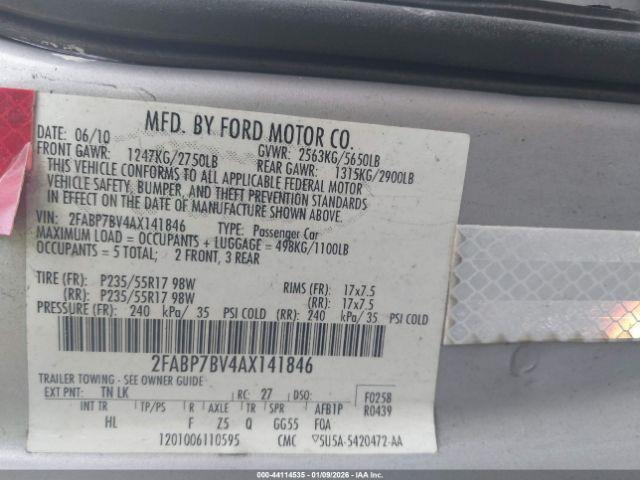 MFD. BY FORD MOTOR CO.
DATE: 06/10 GVWR: 2563KG/5650LB
FRONT GAWR: 1247KG/2750LB REAR GAWR: 1315KG/2900LB
THIS VEHICLE CONFORMS TO ALL APPLICABLE FEDERAL MOTOR
VEHICLE SAFETY, BUMPER, AND THEFT PREVENTION STANDARDS
IN EFFECT ON THE DATE OF MANUFACTURE SHOWN ABOVE.
VIN: 2FABP7BV4AX141846 TYPE: Passenger Car
MAXIMUM LOAD = OCCUPANTS + LUGGAGE = 498KG/1100LB
OCCUPANTS = 5 TOTAL; 2 FRONT, 3 REAR
TIRE (FR): P235/55R17 98W RIMS (FR): 17x7.5
(RR): P235/55R17 98W (RR): 17x7.5
PRESSURE (FR): 240 kPa/ 35 PSI COLD (RR): 240 kPa/35 PSI COLD
2FABP7BV4AX141846
TRAILER TOWING - SEE OWNER GUIDE
EXT PNT: TN LK RC: 27 DSO: F0258
INT TR TP/PS R AXLE TR SPR AFB1P R0439
HL F Z5 Q GG55 FQA
1201006110595 CMC 5U5A-5420472-AA
000-44114535 - 01/09/2026 - IAAHOLDINGS, LLC